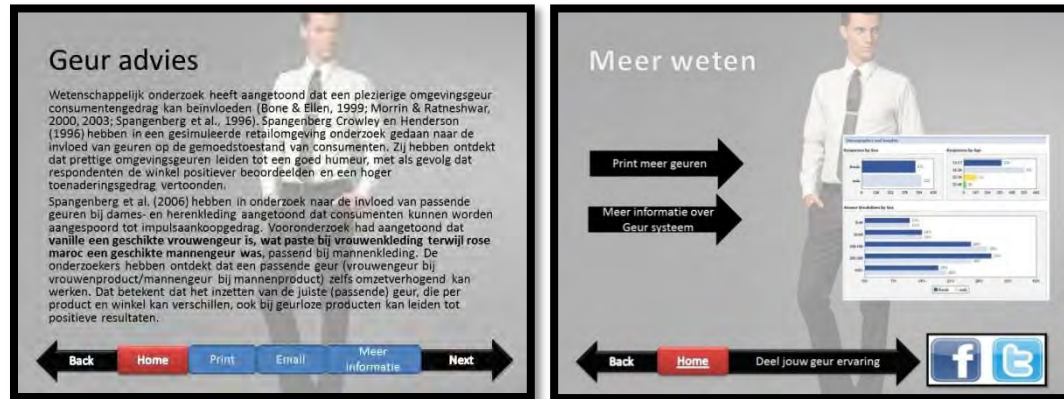 Geur advies
Wetenschappelijk onderzoek heeft aangetoond dat een plezierige omgevingsgeur
consumentengedrag kan beïnvloeden (Bone & Ellen, 1999; Morrin & Ratneshwar,
2000, 2003; Spangenberg et al., 1996). Spangenberg Crowley en Henderson
(1996) hebben in een gesimuleerde retailomgeving onderzoek gedaan naar de
invloed van geuren op de gemoedstoestand van consumenten. Zij hebben ontdekt
dat prettige omgevingsgeuren leiden tot een goed humeur, met als gevolg dat
respondenten de winkel positiever beoordeelden en een hoger
toenaderingsgedrag vertoonden.
Spangenberg et al. (2006) hebben in onderzoek naar de invloed van passende
geuren bij dames- en herenkleding aangetoond dat consumenten kunnen worden
aangespoord tot impulsaankoopgedrag. Vooronderzoek had aangetoond dat
vanille een geschikte vrouwengeur is, wat paste bij vrouwenkleding terwijl rose
maroc een geschikte mannengeur was, passend bij mannenkleding. De
onderzoekers hebben ontdekt dat een passende geur (vrouwengeur bij
vrouwenproduct/mannengeur bij mannenproduct) zelfs omzetverhogend kan
werken. Dat betekent dat het inzetten van de juiste (passende) geur, die per
product en winkel kan verschillen, ook bij geurloze producten kan leiden tot
positieve resultaten.
Back
Home
Print
Email
Meer
informatie
Next
Meer weten
Print meer geuren
Meer informatie over
Geur systeem
Back
Home
Deel jouw geur ervaring